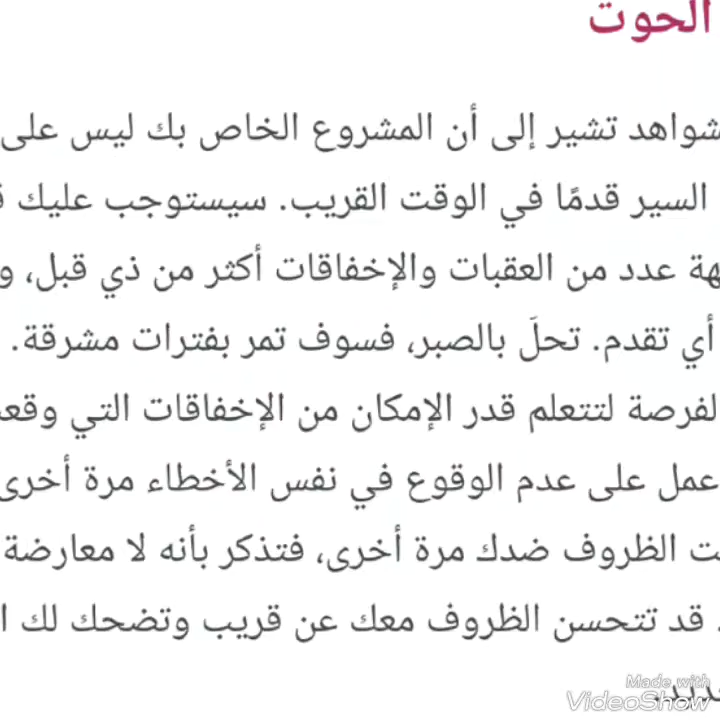 الحوت
شواهد تشير إلى أن المشروع الخاص بك ليس على
السير قدمًا في الوقت القريب. سيستوجب عليك
هة عدد من العقبات والإخفاقات أكثر من ذي قبل، و
أي تقدم. تحلَ بالصبر، فسوف تمر بفترات مشرقة.
لفرصة لتتعلم قدر الإمكان من الإخفاقات التي وقعت
عمل على عدم الوقوع في نفس الأخطاء مرة أخرى
ت الظروف ضدك مرة أخرى، فتذكر بأنه لا معارضة
. قد تتحسن الظروف معك عن قريب وتضحك لك ا
Made with
VideoShow